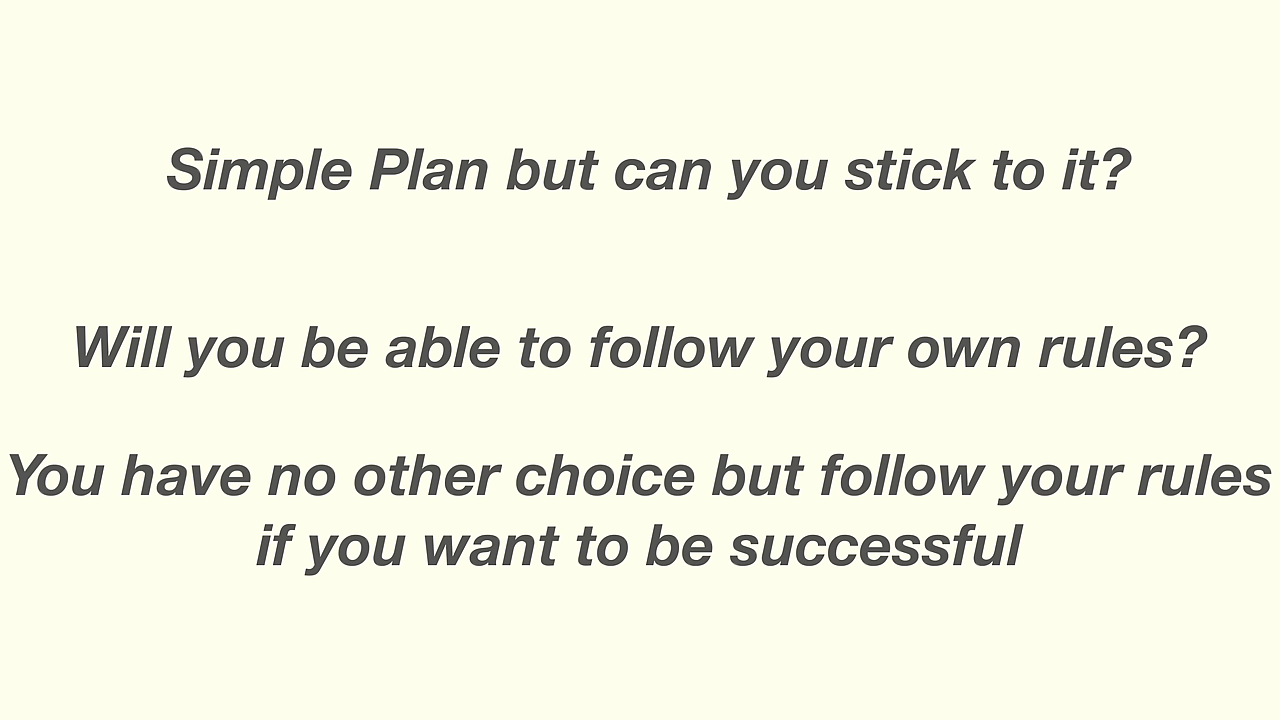 Simple Plan but can you stick to it?
Will you be able to follow your own rules?
You have no other choice but follow your rules
if you want to be successful